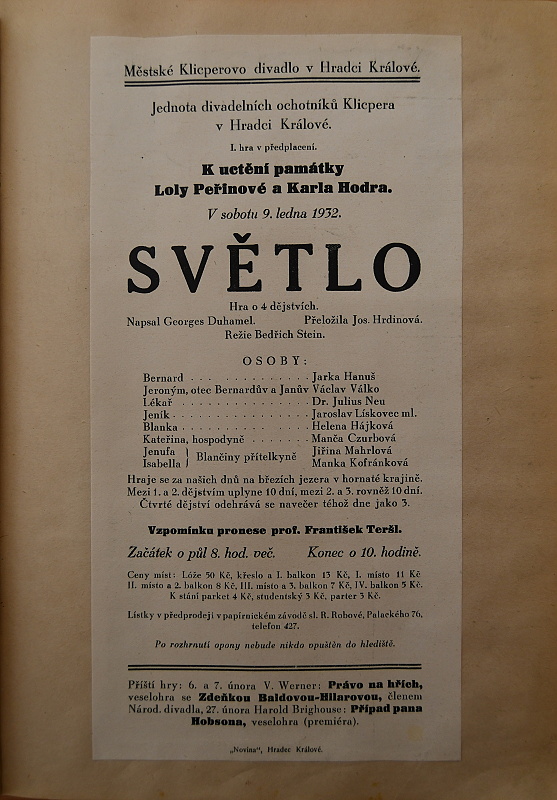 Městské Klicperovo divadlo v Hradci Králové.
Jednota divadelních ochotníků Klicpera
v Hradci Králové.
I. hra v předplacení.
K uctění památky
Loly Peřinové a Karla Hodra.
V sobotu 9. ledna 1932.
SVĚTLO
Hra o 4 dějstvích.
Napsal Georges Duhamel. Přeložila Jos. Hrdinová.
Režie Bedřich Stein.
OSOBY:
Bernard . . . . . . . . . . . . . Jarka Hanuš
Jeroným, otec Bernardův a Janův Václav Válko
Lékař . . . . . . . . . . . . . . Dr. Julius Neu
Jeník . . . . . . . . . . . . . . Jaroslav Lískovec ml.
Blanka . . . . . . . . . . . . . Helena Hájková
Kateřina, hospodyně . . . . . . . Manča Czurbová
Jenufa } Blančiny přítelkyně Jiřina Mahrlová
Isabella } Manka Kofránková
Hraje se za našich dnů na březích jezera v hornaté krajině.
Mezi 1. a 2. dějstvím uplyne 10 dní, mezi 2. a 3. rovněž 10 dní.
Čtvrté dějství odehrává se navečer téhož dne jako 3.
Vzpomínku pronese prof. František Teršl.
Začátek o půl 8. hod. več. Konec o 10. hodině.
Ceny míst: Lóže 50 Kč, křeslo a I. balkon 13 Kč, I. místo 11 Kč
II. místo a 2. balkon 8 Kč, III. místo a 3. balkon 7 Kč, IV. balkon 5 Kč.
K stání parket 4 Kč, studentský 3 Kč, parter 3 Kč.
Lístky v předprodeji v papírnickém závodě sl. R. Robové, Palackého 76,
telefon 427.
Po rozhrnutí opony nebude nikdo vpuštěn do hlediště.
Příští hry: 6. a 7. února V. Werner: Právo na hřích,
veselohra se Zdeňkou Baldovou-Hilarovou, členem
Národ. divadla, 27. února Harold Brighouse: Případ pana
Hobsona, veselohra (premiéra).
„Novina“, Hradec Králové.